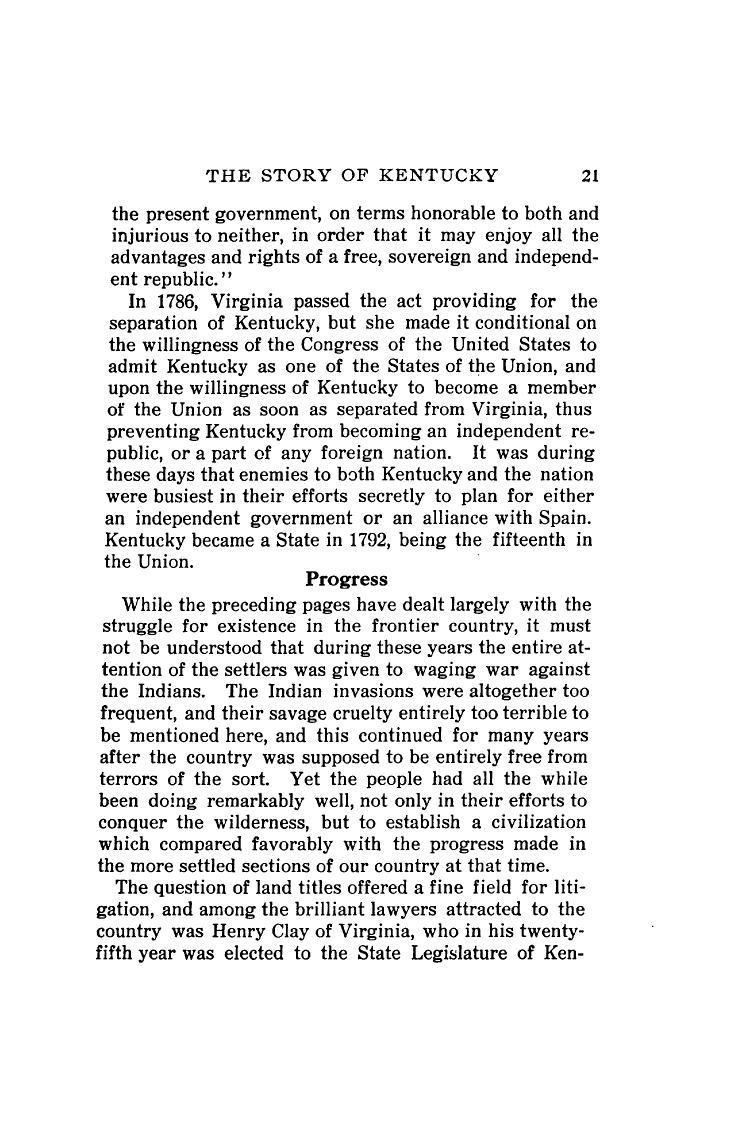 THE STORY OF KENTUCKY 21
the present government, on terms honorable to both and
injurious to neither, in order that it may enjoy all the
advantages and rights of a free, sovereign and independ-
ent republic."
In 1786, Virginia passed the act providing for the
separation of Kentucky, but she made it conditional on
the willingness of the Congress of the United States to
admit Kentucky as one of the States of the Union, and
upon the willingness of Kentucky to become a member
of the Union as soon as separated from Virginia, thus
preventing Kentucky from becoming an independent re-
public, or a part of any foreign nation. It was during
these days that enemies to both Kentucky and the nation
were busiest in their efforts secretly to plan for either
an independent government or an alliance with Spain.
Kentucky became a State in 1792, being the fifteenth in
the Union.
Progress
While the preceding pages have dealt largely with the
struggle for existence in the frontier country, it must
not be understood that during these years the entire at-
tention of the settlers was given to waging war against
the Indians. The Indian invasions were altogether too
frequent, and their savage cruelty entirely too terrible to
be mentioned here, and this continued for many years
after the country was supposed to be entirely free from
terrors of the sort. Yet the people had all the while
been doing remarkably well, not only in their efforts to
conquer the wilderness, but to establish a civilization
which compared favorably with the progress made in
the more settled sections of our country at that time.
The question of land titles offered a fine field for liti-
gation, and among the brilliant lawyers attracted to the
country was Henry Clay of Virginia, who in his twenty-
fifth year was elected to the State Legislature of Ken-